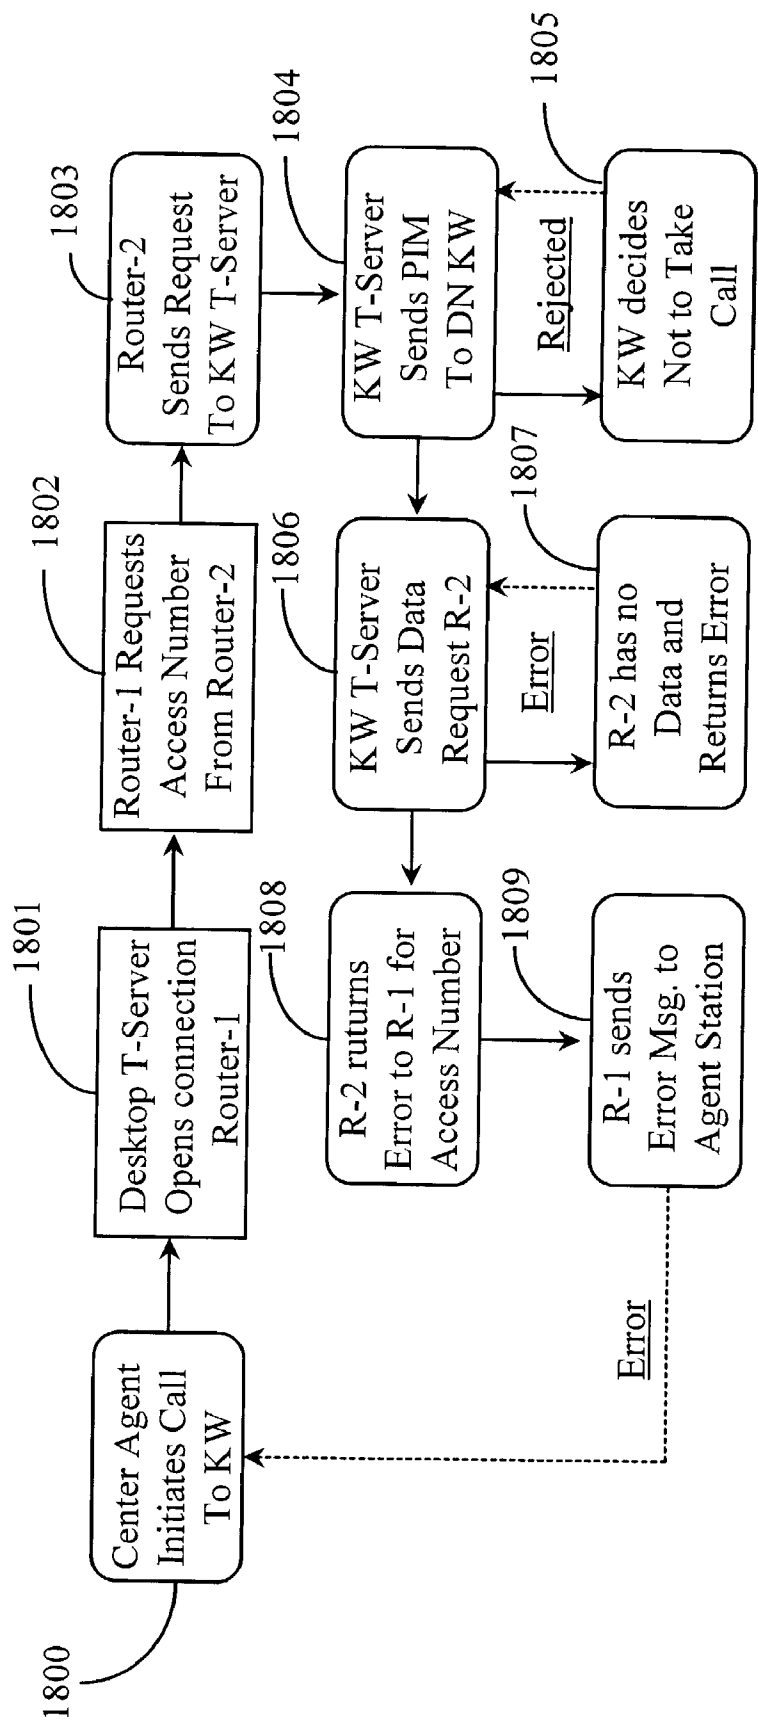 1800
Center Agent
Initiates Call
To KW
1801
Desktop T-Server
Opens connection
Router-1
1802
Router-1 Requests
Access Number
From Router-2
1803
Router-2
Sends Request
To KW T-Server
1804
KW T-Server
Sends PIM
To DN KW
1805
Rejected
KW decides
Not to Take
Call
1806
KW T-Server
Sends Data
Request R-2
1807
Error
R-2 has no
Data and
Returns Error
1808
R-2 ruturns
Error to R-1 for
Access Number
1809
R-1 sends
Error Msg. to
Agent Station
Error